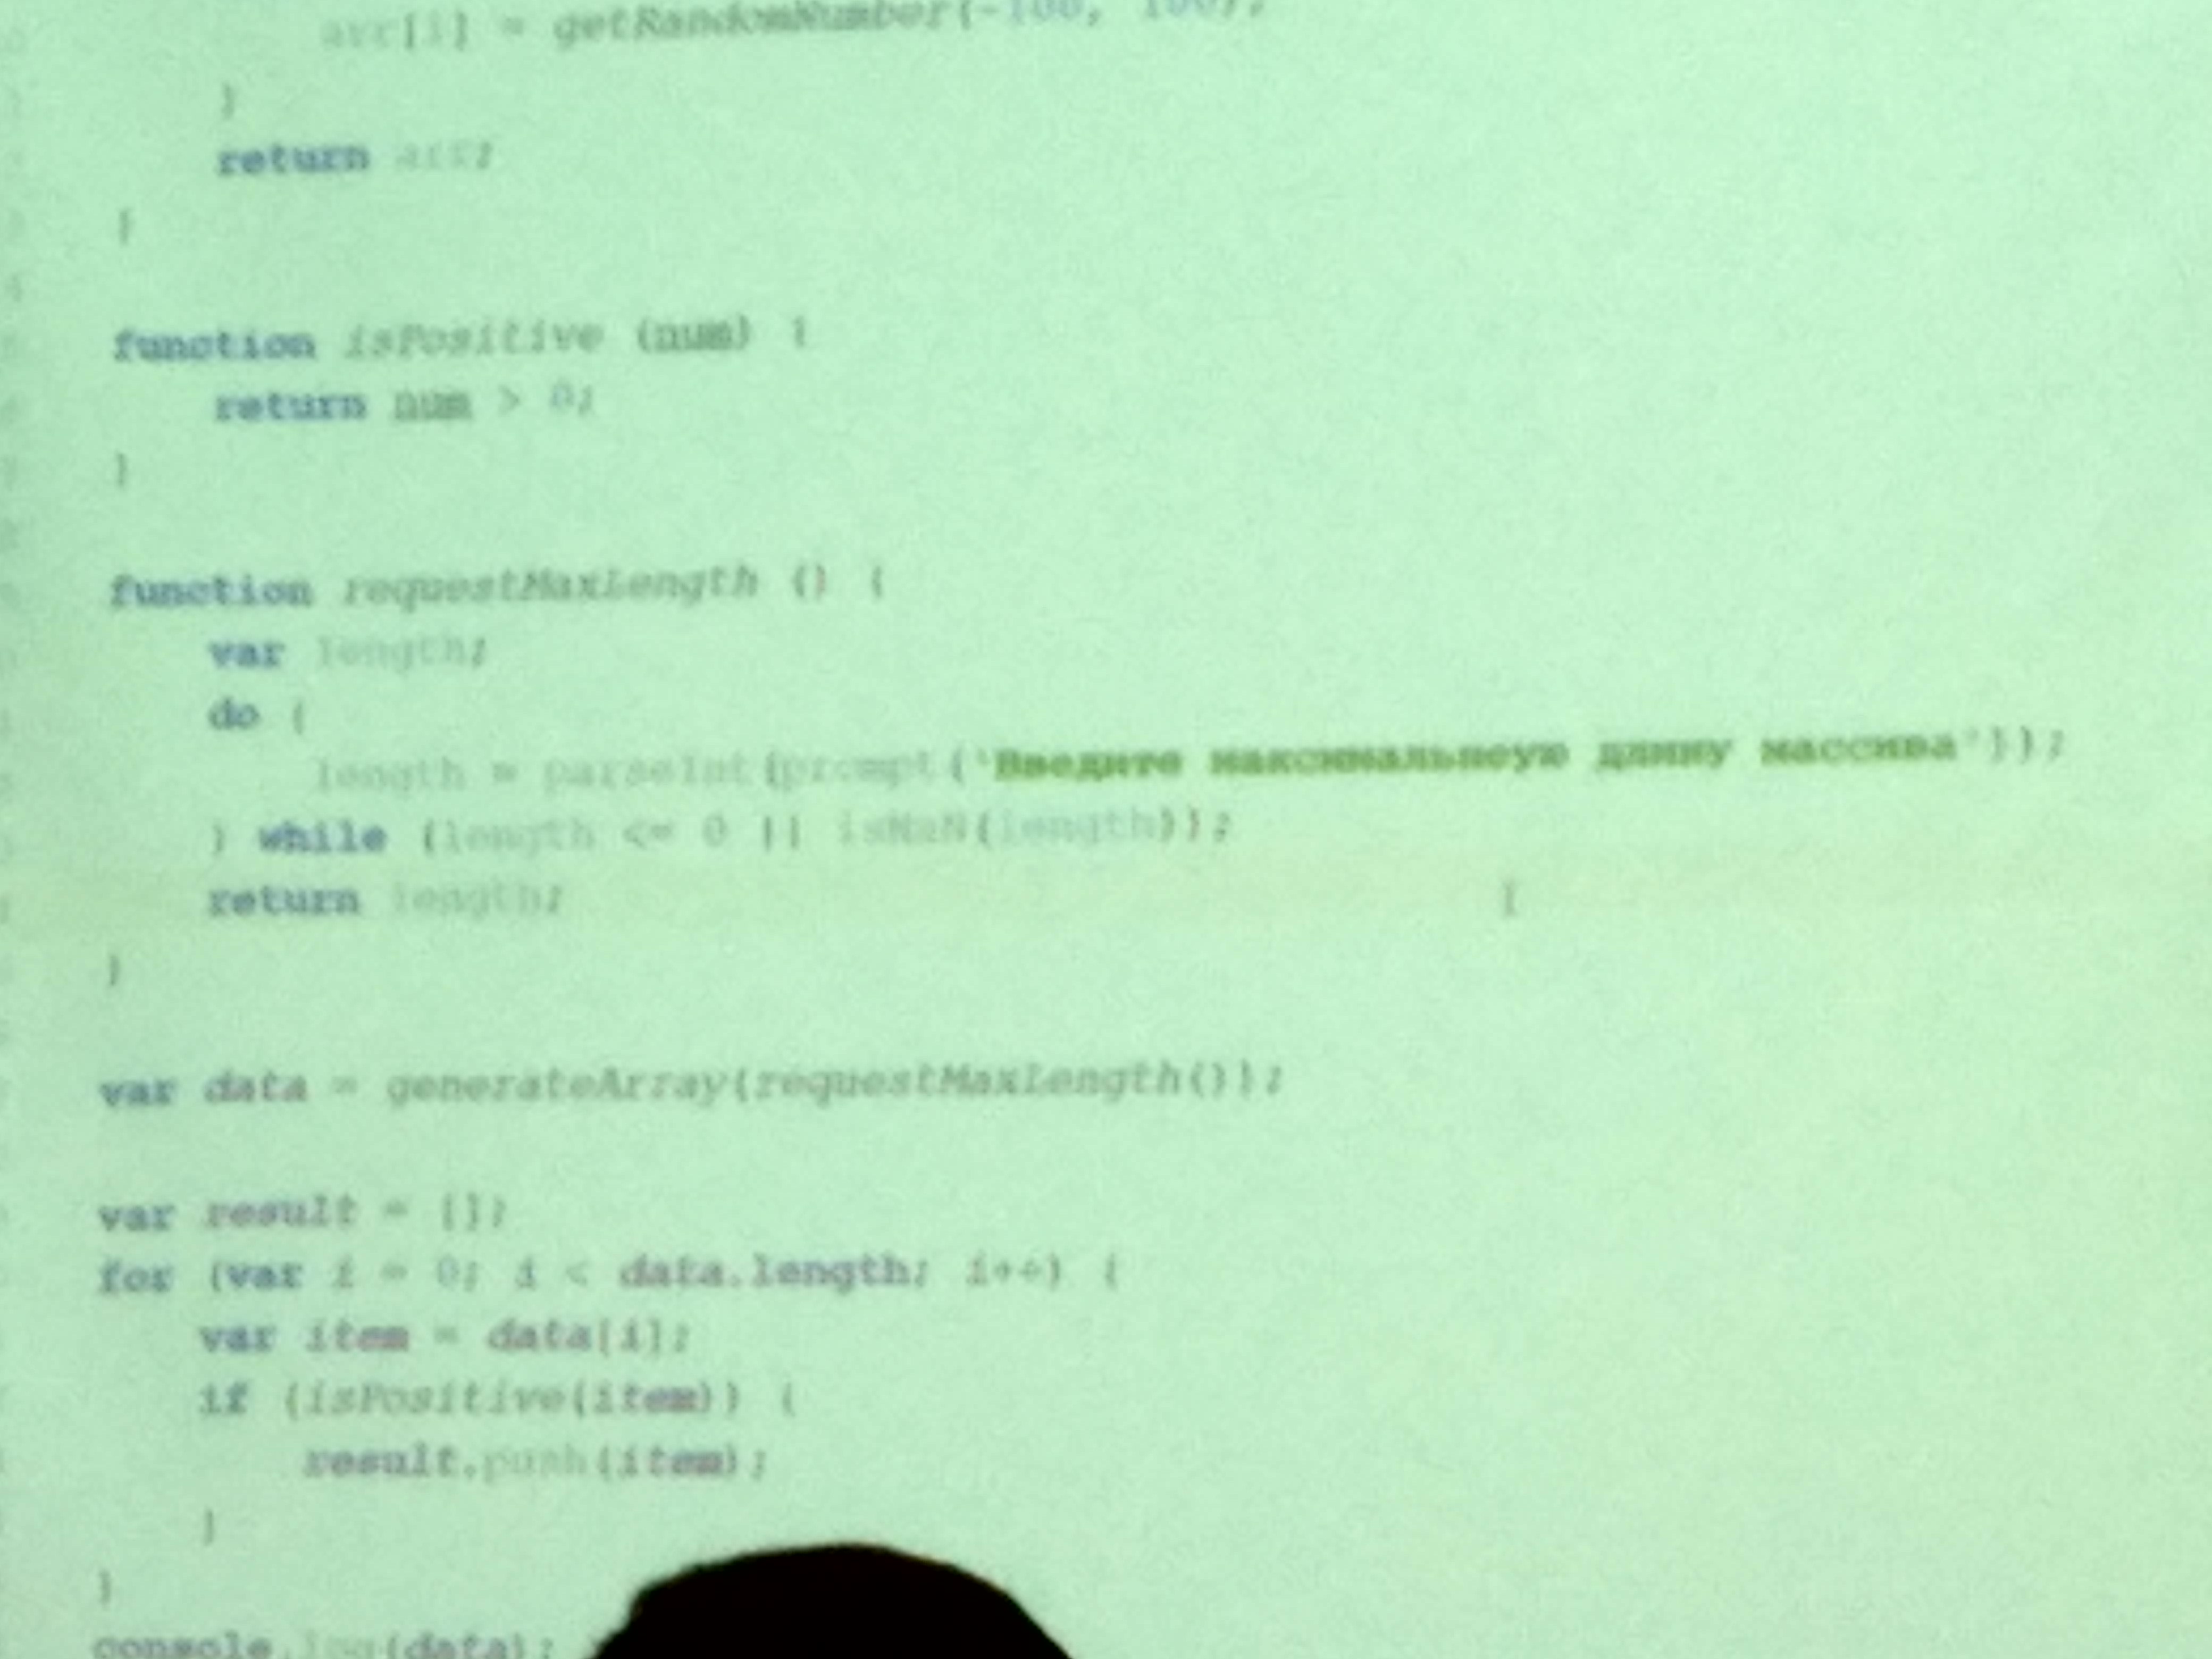 arr[i] = getRandomNumber(-100, 100);
}
return arr;
}
function isPositive (num) {
return num > 0;
}
function requestMaxLength () {
var length;
do {
length = parseInt(prompt('Введите максимальноую длину массива'));
} while (length <= 0 || isNaN(length));
return length;
}
var data = generateArray(requestMaxLength());
var result = [];
for (var i = 0; i < data.length; i++) {
var item = data[i];
if (isPositive(item)) {
result.push(item);
}
}
console.log(data);